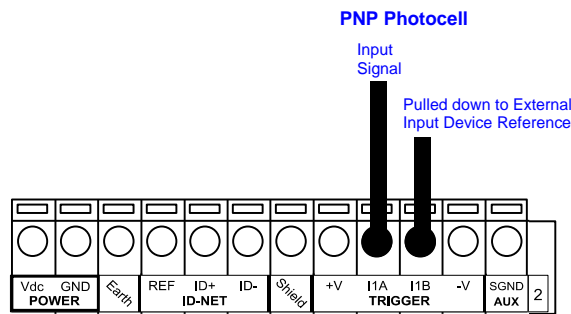 PNP Photocell
Input
Signal
Pulled down to External
Input Device Reference
Vdc GND Earth REF ID+ ID- Shield +V I1A I1B -V SGND 2
POWER ID-NET TRIGGER AUX